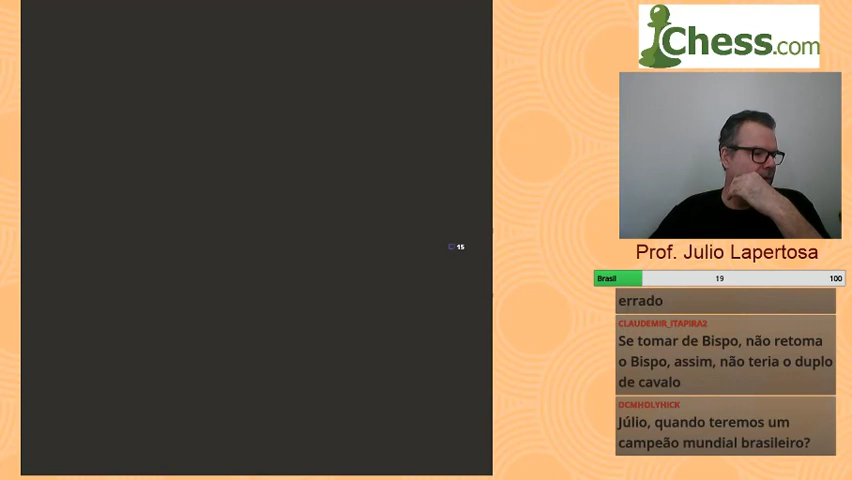 Chess.com
15
Prof. Julio Lapertosa
Brasil 19 100
errado
CLAUDEMIR_ITAPIRA2
Se tomar de Bispo, não retoma
o Bispo, assim, não teria o duplo
de cavalo
DCMHOLYHICK
Júlio, quando teremos um
campeão mundial brasileiro?